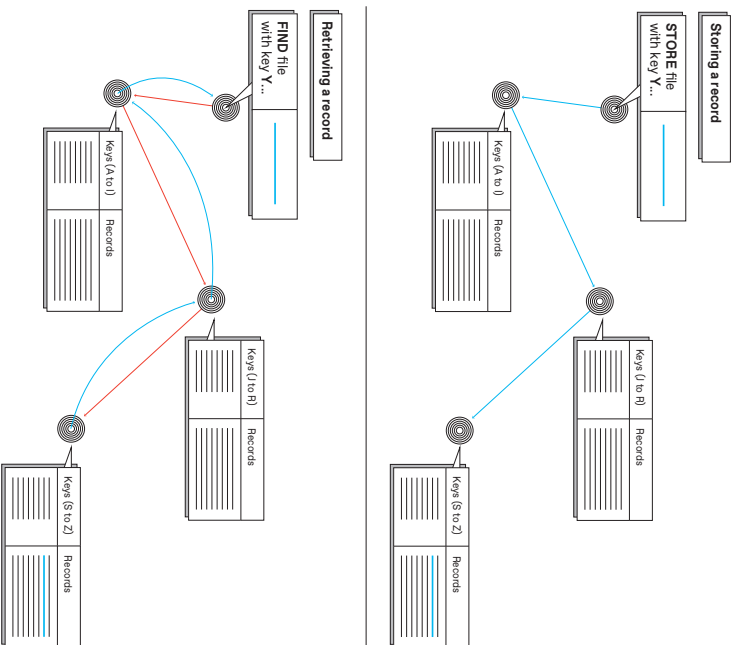 Storing a record
STORE file
with key Y...
Keys (A to I)
Records
Keys (J to R)
Records
Keys (S to Z)
Records
Retrieving a record
FIND file
with key Y...
Keys (A to I)
Records
Keys (J to R)
Records
Keys (S to Z)
Records